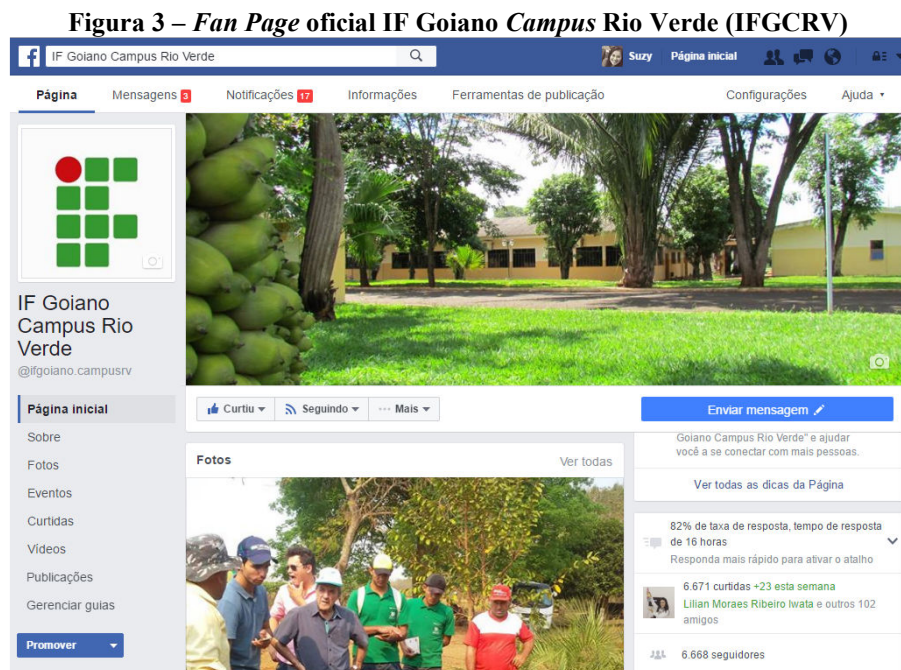 Figura 3 – Fan Page oficial IF Goiano Campus Rio Verde (IFGCRV)
IF Goiano Campus Rio Verde
Suzy Página inicial
Página Mensagens 3 Notificações 17 Informações Ferramentas de publicação Configurações Ajuda
IF Goiano
Campus Rio
Verde
@ifgoiano.campusrv
Página inicial
Sobre
Fotos
Eventos
Curtidas
Vídeos
Publicações
Gerenciar guias
Promover
Curtiu Seguindo ··· Mais
Enviar mensagem
Fotos Ver todas
Goiano Campus Rio Verde" e ajudar
você a se conectar com mais pessoas.
Ver todas as dicas da Página
82% de taxa de resposta, tempo de resposta
de 16 horas
Responda mais rápido para ativar o atalho
6.671 curtidas +23 esta semana
Lilian Moraes Ribeiro Iwata e outros 102
amigos
6.668 seguidores